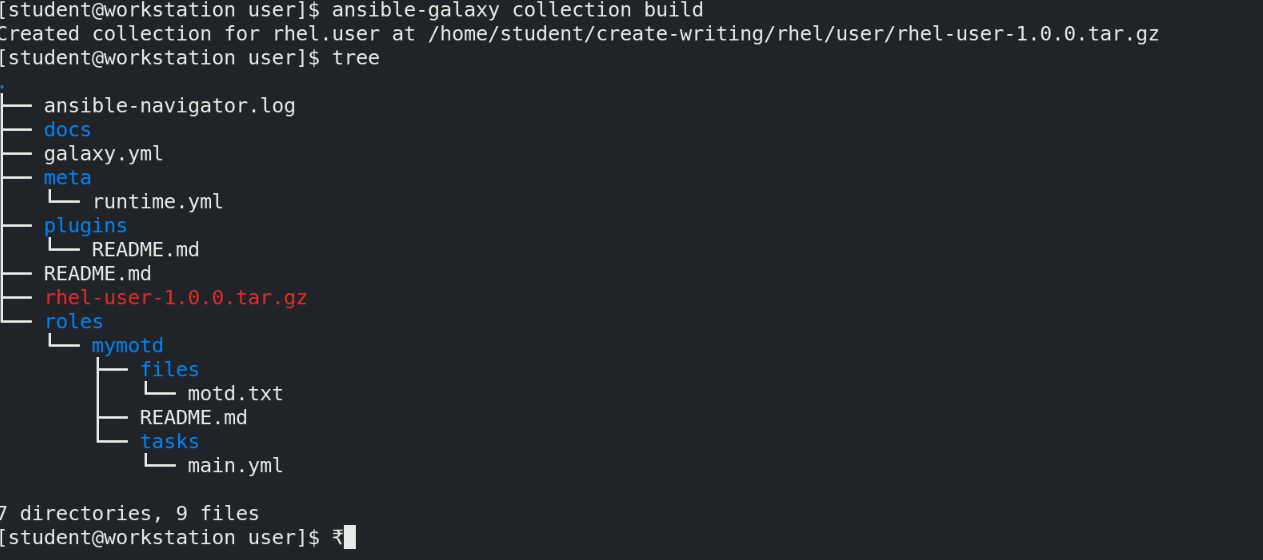 [student@workstation user]$ ansible-galaxy collection build
Created collection for rhel.user at /home/student/create-writing/rhel/user/rhel-user-1.0.0.tar.gz
[student@workstation user]$ tree
.
├── ansible-navigator.log
├── docs
├── galaxy.yml
├── meta
│   └── runtime.yml
├── plugins
│   └── README.md
├── README.md
├── rhel-user-1.0.0.tar.gz
└── roles
    └── mymotd
        ├── files
        │   └── motd.txt
        ├── README.md
        └── tasks
            └── main.yml

7 directories, 9 files
[student@workstation user]$ ₹